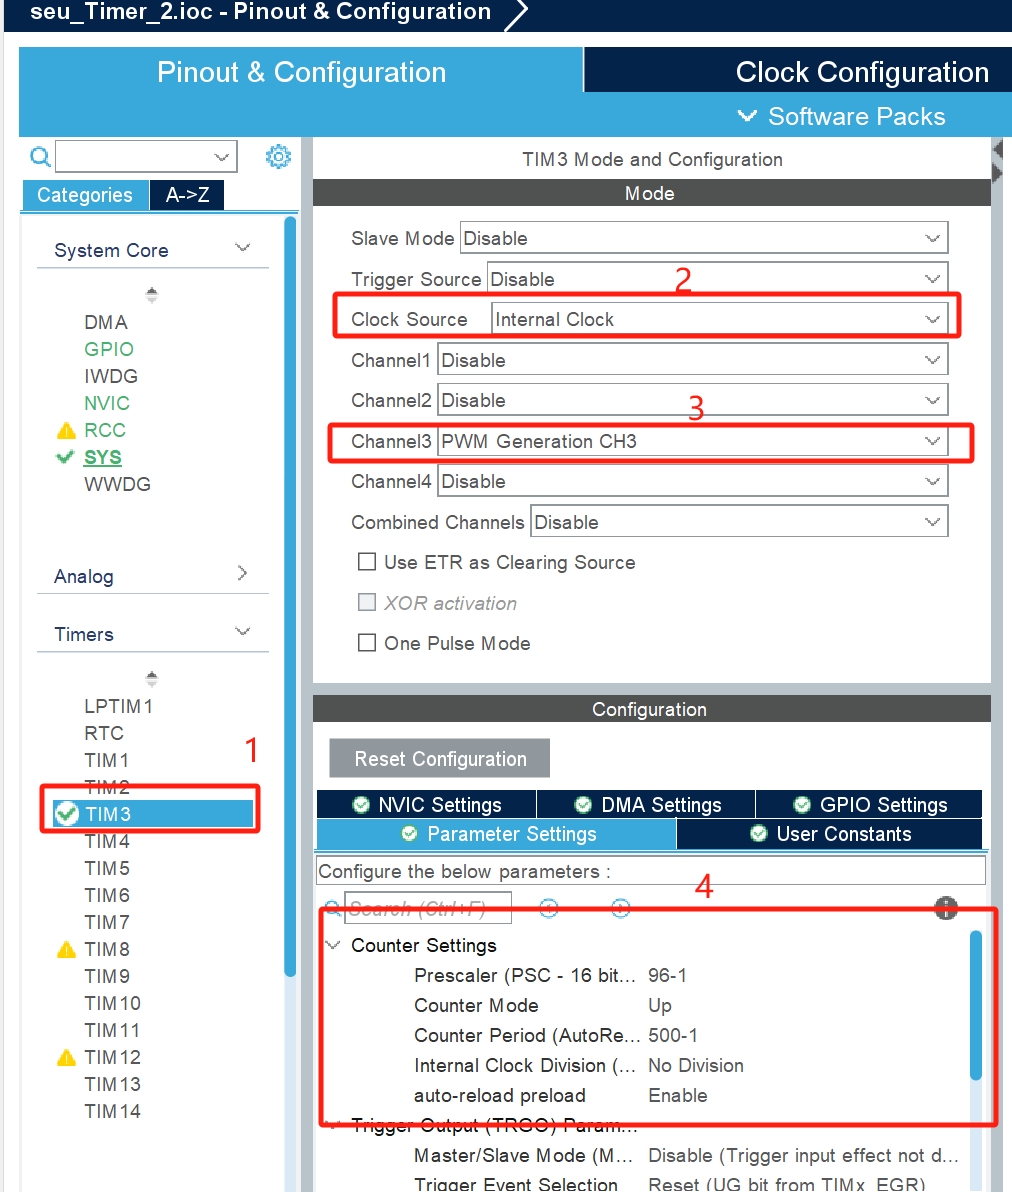 seu_Timer_2.ioc - Pinout & Configuration
Pinout & Configuration
Clock Configuration
Software Packs
Categories
A->Z
System Core
DMA
GPIO
IWDG
NVIC
RCC
SYS
WWDG
Analog
Timers
LPTIM1
RTC
TIM1
1
TIM2
TIM3
TIM4
TIM5
TIM6
TIM7
TIM8
TIM9
TIM10
TIM11
TIM12
TIM13
TIM14
TIM3 Mode and Configuration
Mode
Slave Mode Disable
Trigger Source Disable
2
Clock Source Internal Clock
Channel1 Disable
Channel2 Disable
3
Channel3 PWM Generation CH3
Channel4 Disable
Combined Channels Disable
Use ETR as Clearing Source
XOR activation
One Pulse Mode
Configuration
Reset Configuration
NVIC Settings
DMA Settings
GPIO Settings
Parameter Settings
User Constants
Configure the below parameters :
4
Search (Ctrl+F)
Counter Settings
Prescaler (PSC - 16 bit... 96-1
Counter Mode Up
Counter Period (AutoRe... 500-1
Internal Clock Division (... No Division
auto-reload preload Enable
Trigger Output (TRGO) Param...
Master/Slave Mode (M... Disable (Trigger input effect not d...
Trigger Event Selection Reset (UG bit from TIMx_EGR)